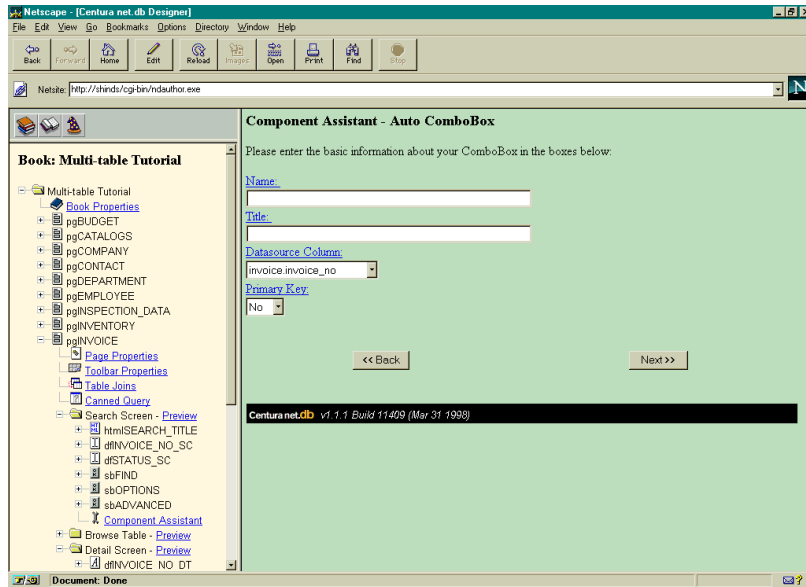 Netscape - [Centura net.db Designer]
File Edit View Go Bookmarks Options Directory Window Help
Back Forward Home Edit Reload Images Open Print Find Stop
Netsite: http://shinds/cgi-bin/ndauthor.exe
N
Book: Multi-table Tutorial
Multi-table Tutorial
Book Properties
pgBUDGET
pgCATALOGS
pgCOMPANY
pgCONTACT
pgDEPARTMENT
pgEMPLOYEE
pgINSPECTION_DATA
pgINVENTORY
pgINVOICE
Page Properties
Toolbar Properties
Table Joins
Canned Query
Search Screen - Preview
htmlSEARCH_TITLE
dfINVOICE_NO_SC
dfSTATUS_SC
sbFIND
sbOPTIONS
sbADVANCED
Component Assistant
Browse Table - Preview
Detail Screen - Preview
dfINVOICE_NO_DT
Component Assistant - Auto ComboBox
Please enter the basic information about your ComboBox in the boxes below:
Name:
Title:
Datasource Column:
invoice.invoice_no
Primary Key:
No
<< Back
Next >>
Centura net.db v1.1.1 Build 11409 (Mar 31 1998)
Document: Done